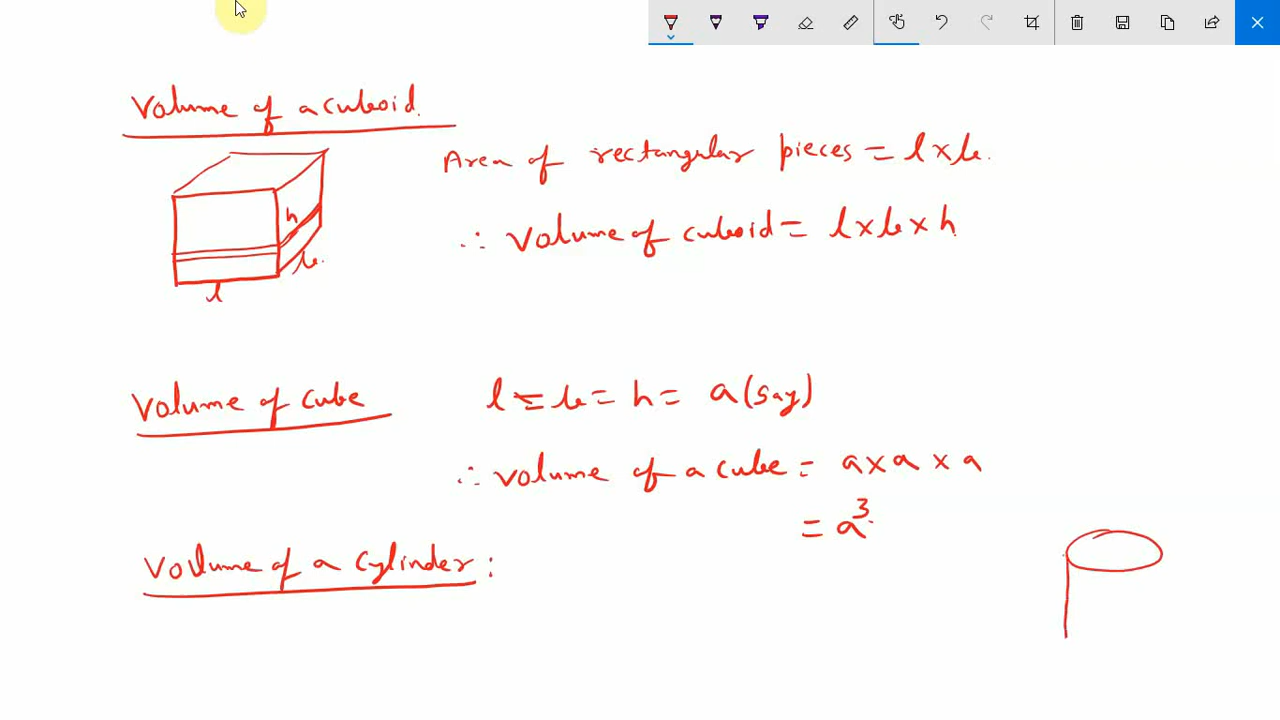 Volume of a cuboid.
Area of rectangular pieces = l×b.
∴ Volume of cuboid = l×b×h
h
b.
l
Volume of cube l = b = h = a (say)
∴ volume of a cube = a×a×a
= a³.
Volume of a cylinder: